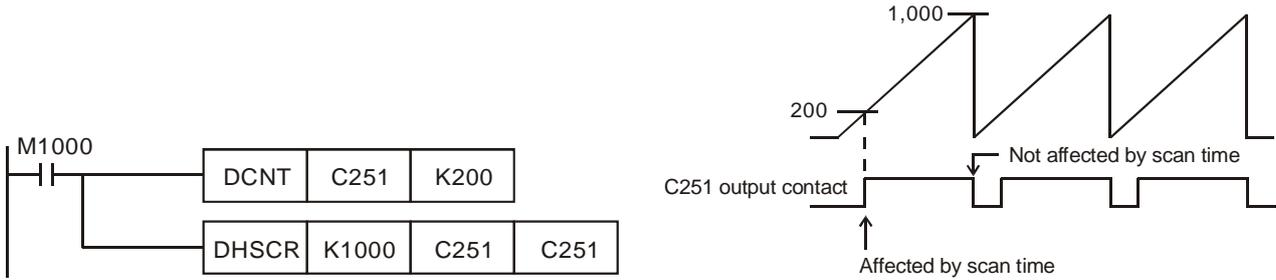 M1000
DCNT C251 K200
DHSCR K1000 C251 C251
1,000
200
Not affected by scan time
C251 output contact
Affected by scan time